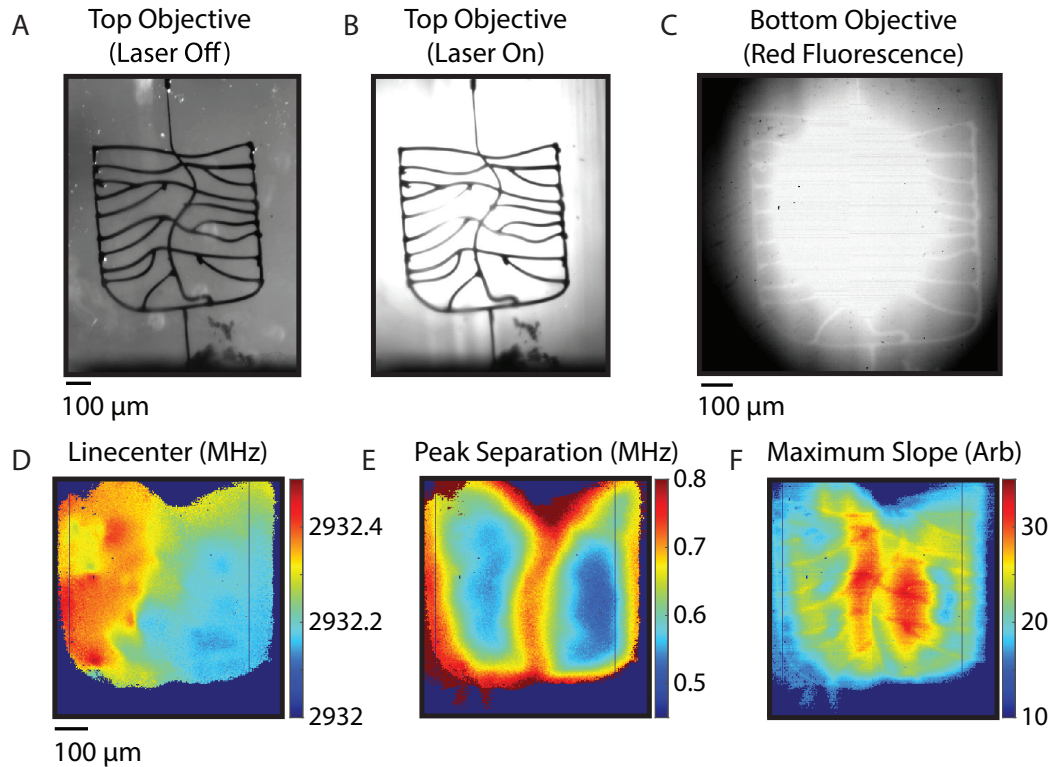 A
Top Objective
(Laser Off)
B
Top Objective
(Laser On)
C
Bottom Objective
(Red Fluorescence)
100 µm
100 µm
D
Linecenter (MHz)
2932.4
2932.2
2932
100 µm
E
Peak Separation (MHz)
0.8
0.7
0.6
0.5
F
Maximum Slope (Arb)
30
20
10